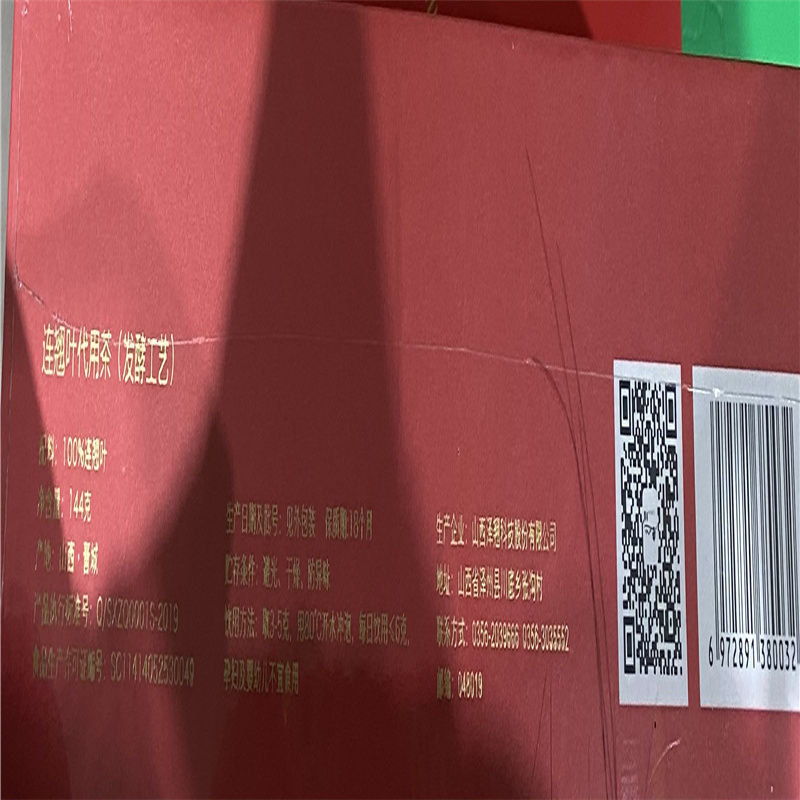 连翘叶代用茶（发酵工艺）
配料：100%连翘叶
净含量：144克
产地：山西·晋城
产品执行标准号：Q/SXZQ0001S-2019
食品生产许可证编号：SC11414052530049
生产日期及批号：见外包装 保质期：18个月
贮存条件：避光、干燥、防异味
饮用方法：取3-5克，用90℃开水冲泡，每日饮用≤6克，
孕妇及婴幼儿不宜食用
生产企业：山西泽翘科技股份有限公司
地址：山西省泽州县川底乡张沟村
联系方式：0356-2039666 0356-3035552
邮编：048019
6 972891 380032